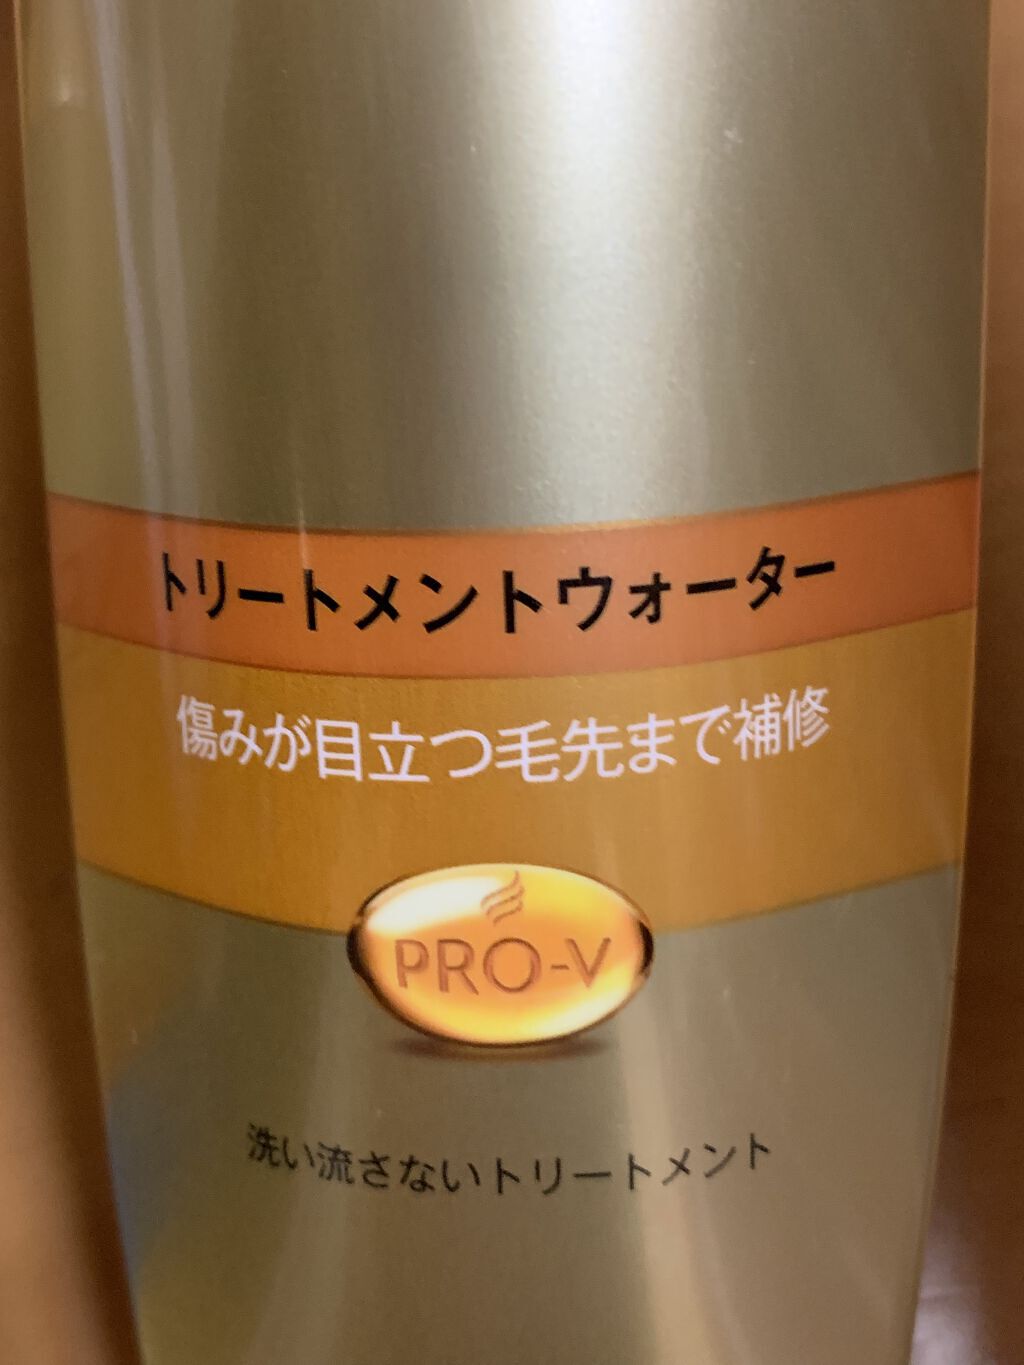 トリートメントウォーター
傷みが目立つ毛先まで補修
PRO-V
洗い流さないトリートメント